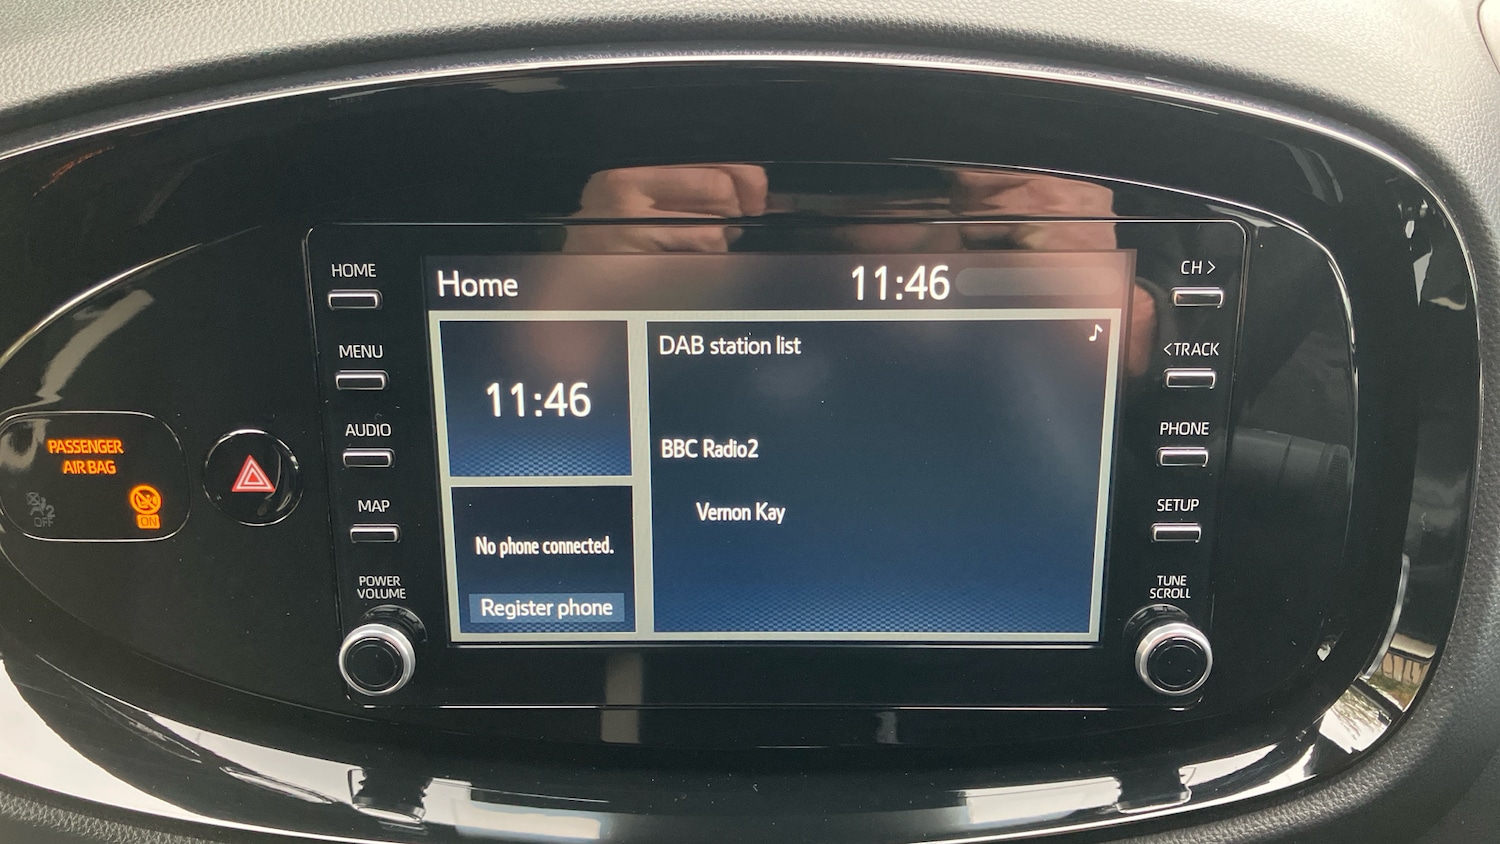 HOME
MENU
AUDIO
MAP
POWER
VOLUME
PASSENGER
AIR BAG
OFF
ON
Home
11:46
11:46
No phone connected.
Register phone
DAB station list
BBC Radio2
Vernon Kay
CH >
<TRACK
PHONE
SETUP
TUNE
SCROLL